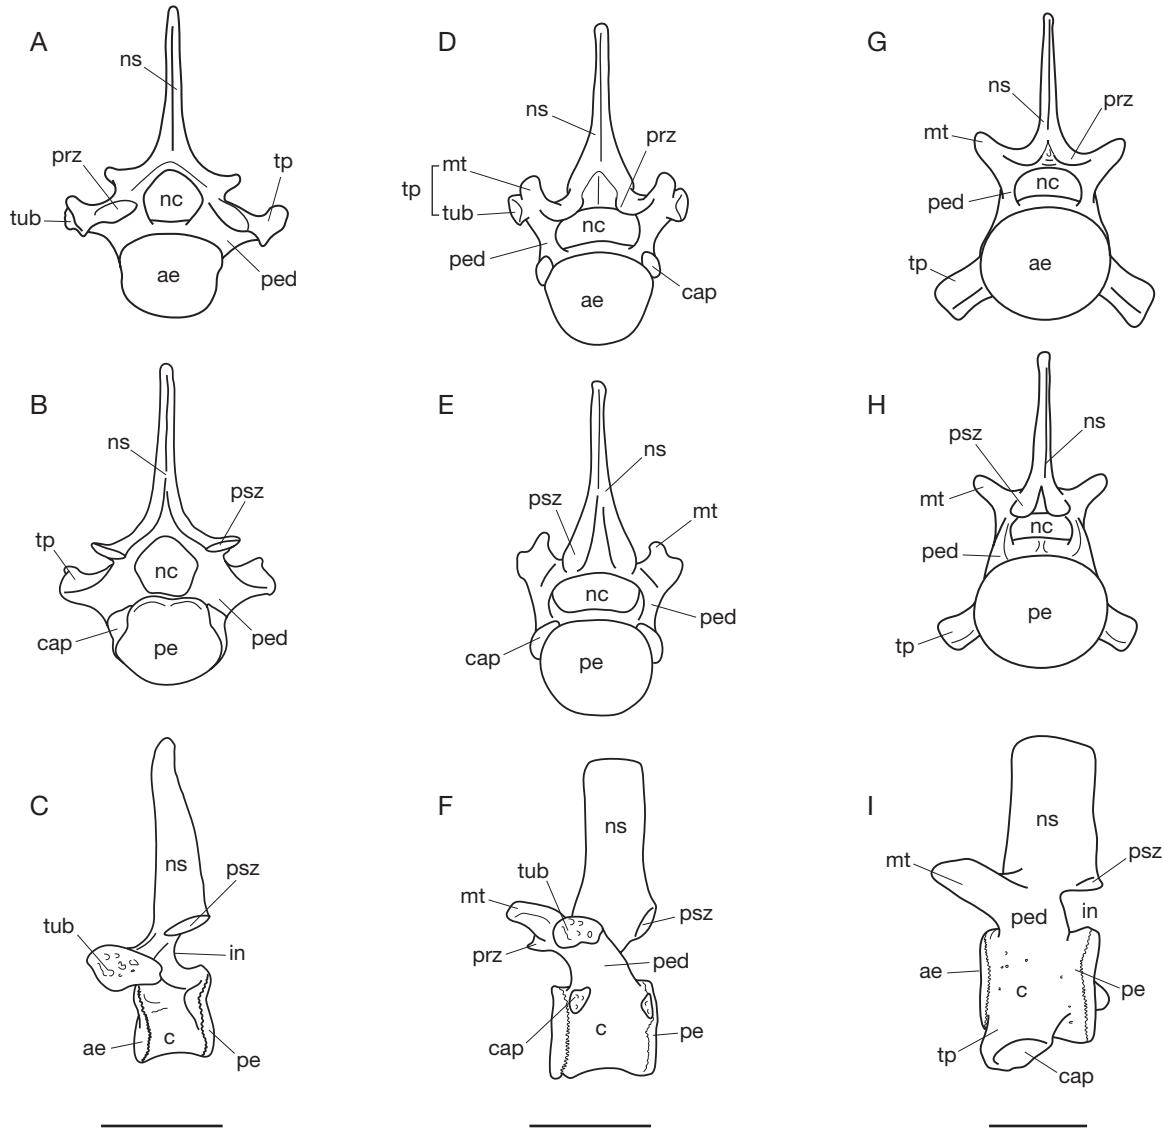 A
ns
prz
tp
nc
tub
ped
ae
B
ns
psz
tp
nc
cap
ped
pe
C
ns
psz
tub
in
ae
c
pe
D
ns
prz
mt
tp
tub
nc
ped
cap
ae
E
ns
psz
mt
nc
ped
cap
pe
F
ns
tub
mt
psz
prz
ped
c
pe
cap
G
ns
prz
mt
nc
ped
ae
tp
H
ns
psz
mt
nc
ped
pe
tp
I
ns
mt
psz
ped
in
ae
c
pe
tp
cap